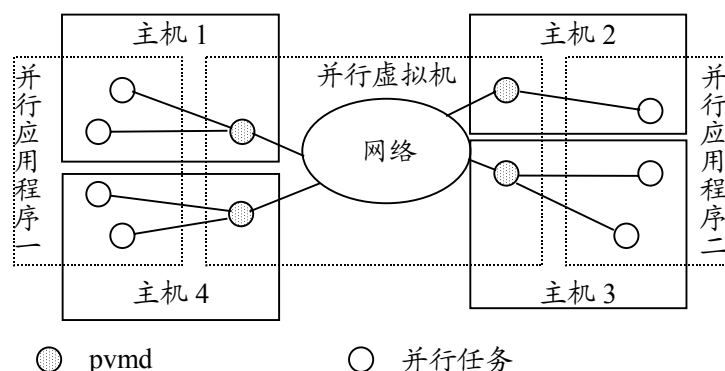 主机 1
主机 2
并行应用程序一
并行虚拟机
并行应用程序二
网络
主机 4
主机 3
pvmd
并行任务